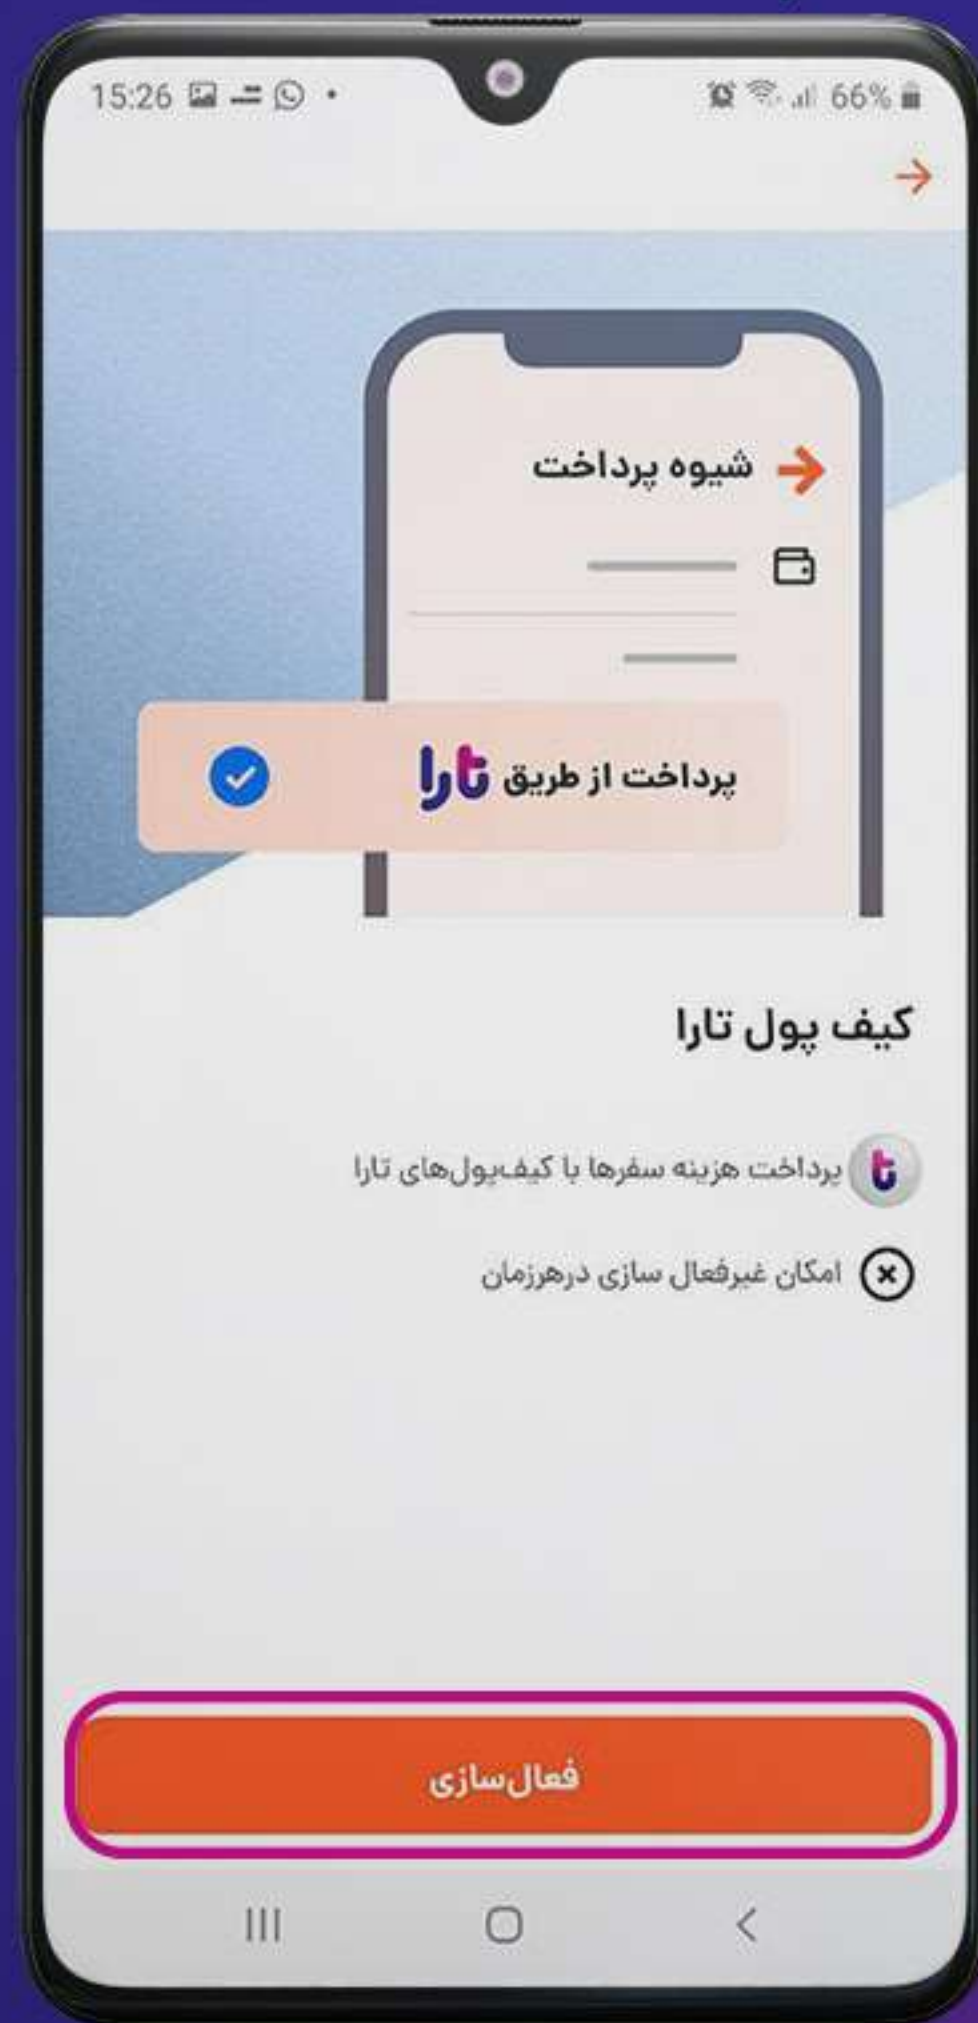 15:26
66%
شیوه پرداخت
پرداخت از طریق تارا
کیف پول تارا
پرداخت هزینه سفرها با کیف‌پول‌های تارا
امکان غیرفعال سازی درهرزمان
فعال‌سازی